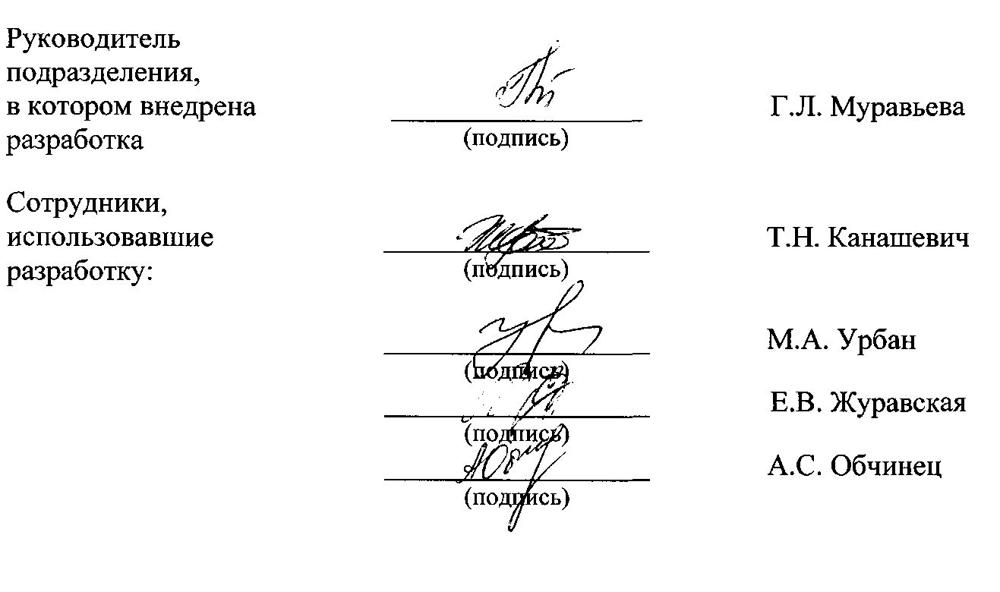 Руководитель
подразделения,
в котором внедрена
разработка
Г.Л. Муравьева
(подпись)
Сотрудники,
использовавшие
разработку:
Т.Н. Канашевич
(подпись)
М.А. Урбан
(подпись)
Е.В. Журавская
(подпись)
А.С. Обчинец
(подпись)